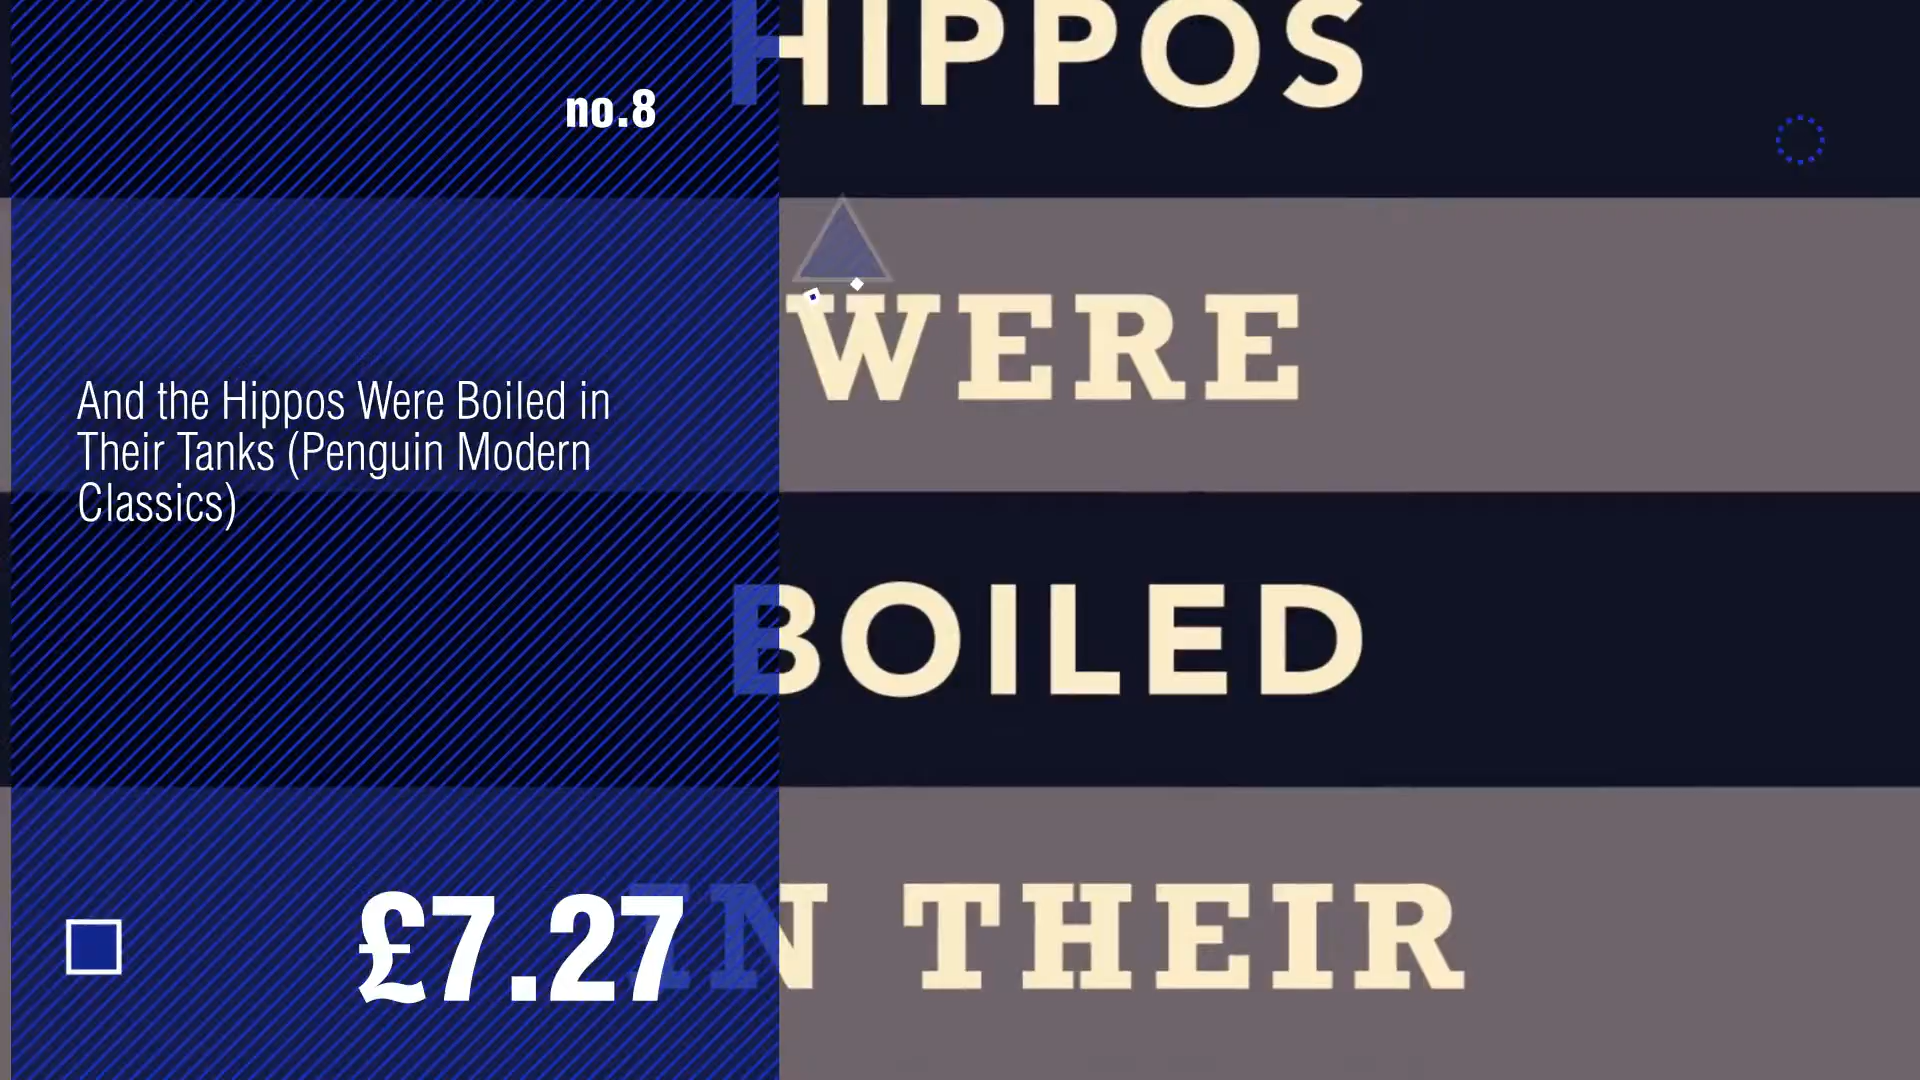 no.8
And the Hippos Were Boiled in
Their Tanks (Penguin Modern
Classics)
£7.27
HIPPOS
WERE
BOILED
IN THEIR